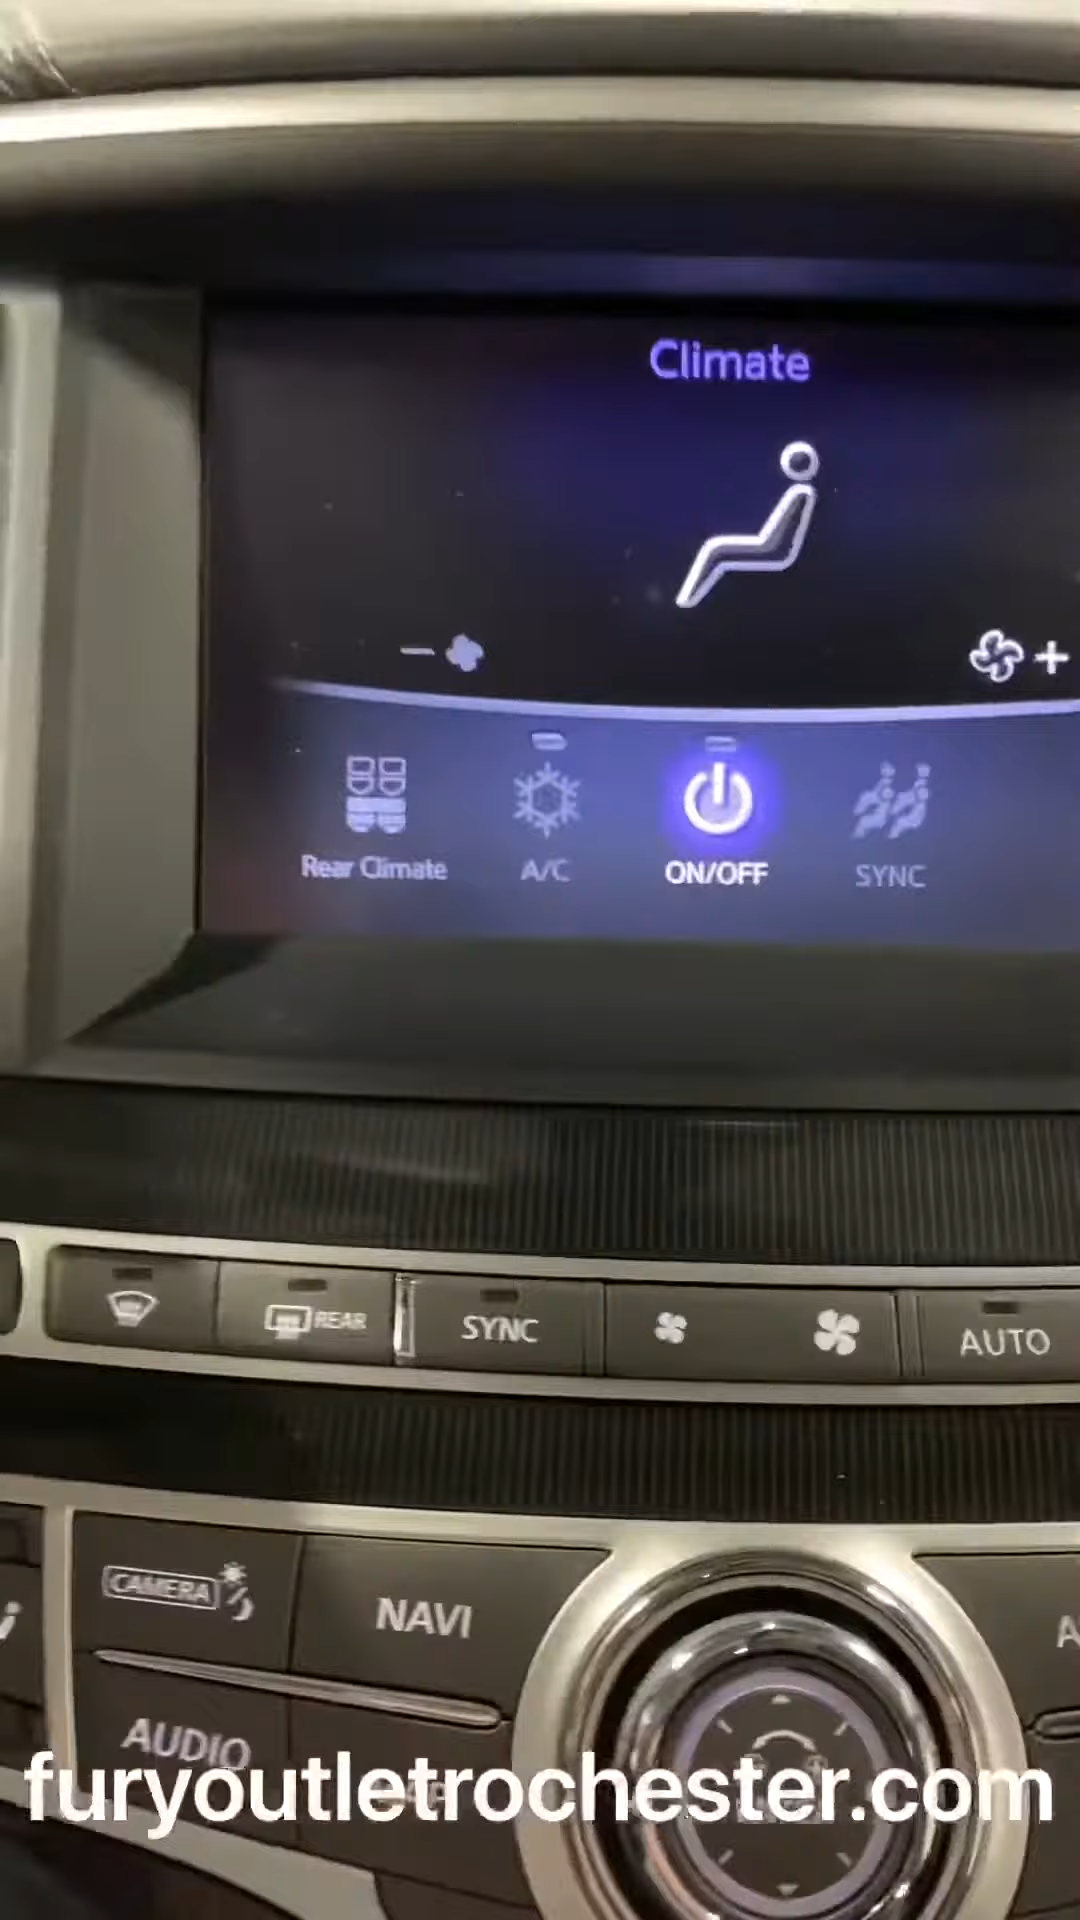 Climate
Rear Climate
A/C
ON/OFF
SYNC
REAR
SYNC
AUTO
CAMERA
NAVI
AUDIO
furyoutletrochester.com